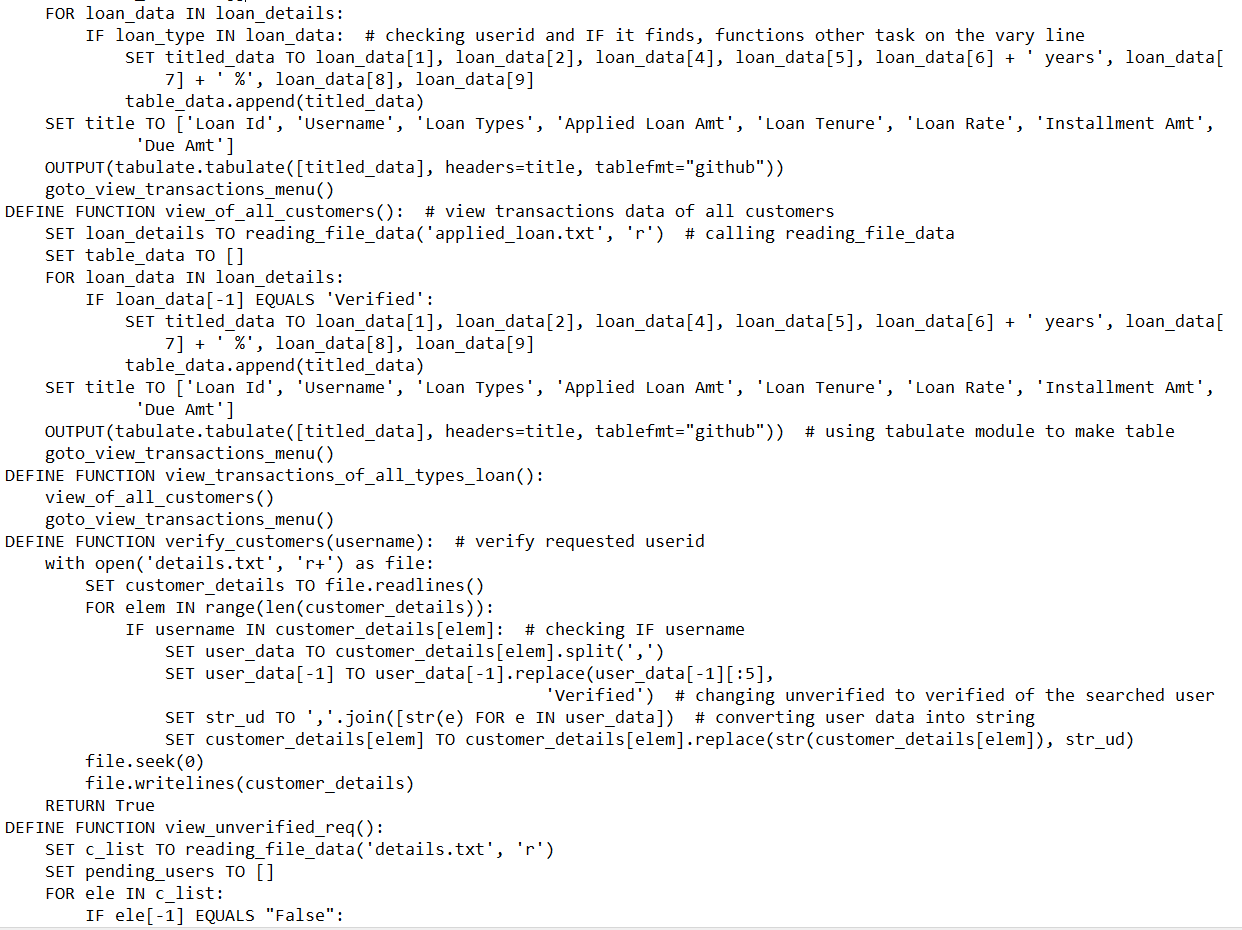 FOR loan_data IN loan_details:
        IF loan_type IN loan_data:  # checking userid and IF it finds, functions other task on the vary line
            SET titled_data TO loan_data[1], loan_data[2], loan_data[4], loan_data[5], loan_data[6] + ' years', loan_data[
                7] + ' %', loan_data[8], loan_data[9]
            table_data.append(titled_data)
    SET title TO ['Loan Id', 'Username', 'Loan Types', 'Applied Loan Amt', 'Loan Tenure', 'Loan Rate', 'Installment Amt',
             'Due Amt']
    OUTPUT(tabulate.tabulate([titled_data], headers=title, tablefmt="github"))
    goto_view_transactions_menu()
DEFINE FUNCTION view_of_all_customers():  # view transactions data of all customers
    SET loan_details TO reading_file_data('applied_loan.txt', 'r')  # calling reading_file_data
    SET table_data TO []
    FOR loan_data IN loan_details:
        IF loan_data[-1] EQUALS 'Verified':
            SET titled_data TO loan_data[1], loan_data[2], loan_data[4], loan_data[5], loan_data[6] + ' years', loan_data[
                7] + ' %', loan_data[8], loan_data[9]
            table_data.append(titled_data)
    SET title TO ['Loan Id', 'Username', 'Loan Types', 'Applied Loan Amt', 'Loan Tenure', 'Loan Rate', 'Installment Amt',
             'Due Amt']
    OUTPUT(tabulate.tabulate([titled_data], headers=title, tablefmt="github"))  # using tabulate module to make table
    goto_view_transactions_menu()
DEFINE FUNCTION view_transactions_of_all_types_loan():
    view_of_all_customers()
    goto_view_transactions_menu()
DEFINE FUNCTION verify_customers(username):  # verify requested userid
    with open('details.txt', 'r+') as file:
        SET customer_details TO file.readlines()
        FOR elem IN range(len(customer_details)):
            IF username IN customer_details[elem]:  # checking IF username
                SET user_data TO customer_details[elem].split(',')
                SET user_data[-1] TO user_data[-1].replace(user_data[-1][:5],
                                                      'Verified')  # changing unverified to verified of the searched user
                SET str_ud TO ','.join([str(e) FOR e IN user_data])  # converting user data into string
                SET customer_details[elem] TO customer_details[elem].replace(str(customer_details[elem]), str_ud)
        file.seek(0)
        file.writelines(customer_details)
    RETURN True
DEFINE FUNCTION view_unverified_req():
    SET c_list TO reading_file_data('details.txt', 'r')
    SET pending_users TO []
    FOR ele IN c_list:
        IF ele[-1] EQUALS "False":